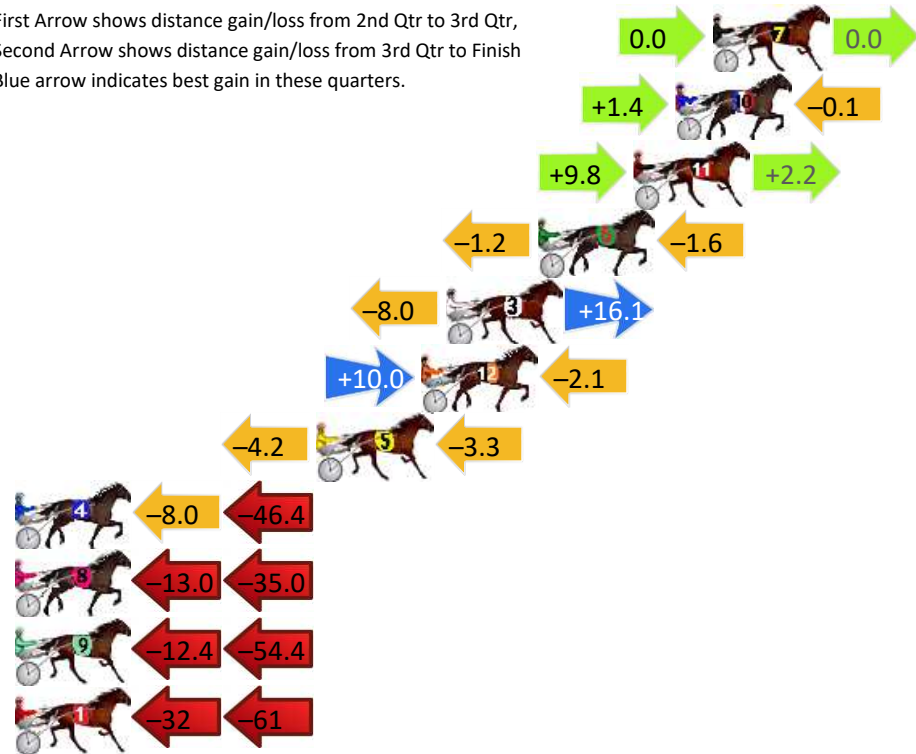 First Arrow shows distance gain/loss from 2nd Qtr to 3rd Qtr,
Second Arrow shows distance gain/loss from 3rd Qtr to Finish
Blue arrow indicates best gain in these quarters.
0.0 7 0.0
+1.4 10 –0.1
+9.8 11 +2.2
–1.2 6 –1.6
–8.0 3 +16.1
+10.0 12 –2.1
–4.2 5 –3.3
4 –8.0 –46.4
8 –13.0 –35.0
9 –12.4 –54.4
1 –32 –61